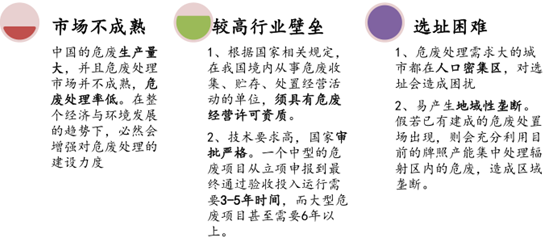 市场不成熟
中国的危废生产量
大，并且危废处理
市场并不成熟，危
废处理率低。在整
个经济与环境发展
的趋势下，必然会
增强对危废处理的
建设力度
较高行业壁垒
1、根据国家相关规定，
在我国境内从事危废收
集、贮存、处置经营活
动的单位，须具有危废
经营许可资质。
2、技术要求高，国家审
批严格。一个中型的危
废项目从立项申报到最
终通过验收投入运行需
要3-5年时间，而大型危
废项目甚至需要6年以
上。
选址困难
1、危废处理需求大的城
市都在人口密集区，对选
址会造成困扰
2、易产生地域性垄断。
假若已有建成的危废处置
场出现，则会充分利用目
前的牌照产能集中处理辐
射区内的危废，造成区域
垄断。